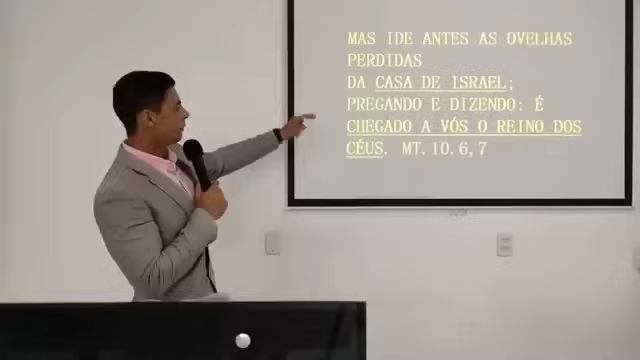 MAS IDE ANTES AS OVELHAS
PERDIDAS
DA CASA DE ISRAEL;
PREGANDO E DIZENDO: É
CHEGADO A VÓS O REINO DOS
CÉUS. MT.10.6,7